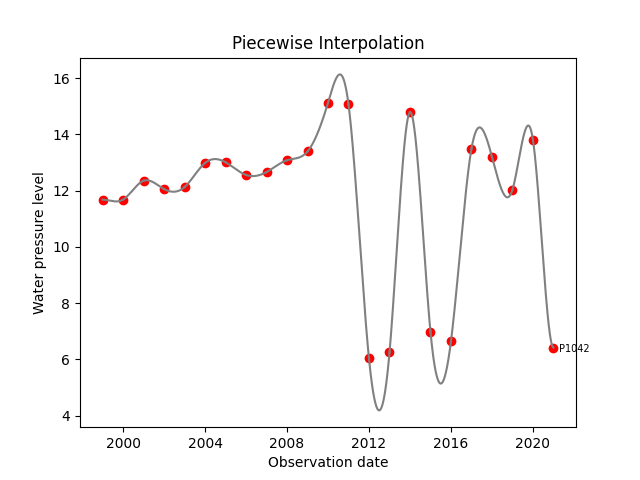 Piecewise Interpolation
Water pressure level
16
14
12
10
8
6
4
P1042
2000 2004 2008 2012 2016 2020
Observation date